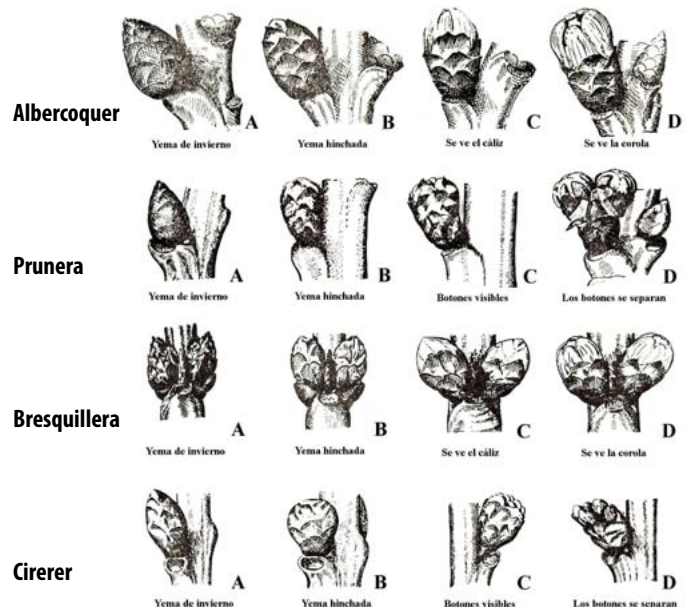 Albercoquer
A
B
C
D
Yema de invierno
Yema hinchada
Se ve el cáliz
Se ve la corola
Prunera
A
B
C
D
Yema de invierno
Yema hinchada
Botones visibles
Los botones se separan
Bresquillera
A
B
C
D
Yema de invierno
Yema hinchada
Se ve el cáliz
Se ve la corola
Cirerer
A
B
C
D
Yema de invierno
Yema hinchada
Botones visibles
Los botones se separan